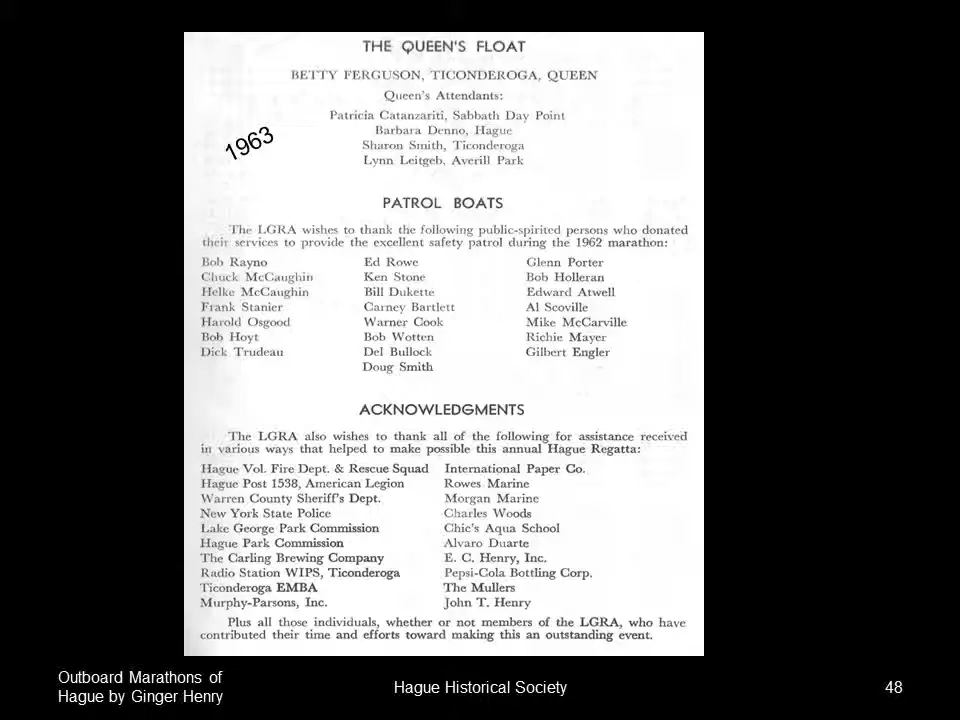 THE QUEEN'S FLOAT
BETTY FERGUSON, TICONDEROGA, QUEEN
Queen's Attendants:
Patricia Catanzariti, Sabbath Day Point
Barbara Denno, Hague
Sharon Smith, Ticonderoga
Lynn Leitgeb, Averill Park
1963
PATROL BOATS
The LGRA wishes to thank the following public-spirited persons who donated
their services to provide the excellent safety patrol during the 1962 marathon:
Bob Rayno
Chuck McCaughin
Helke McCaughin
Frank Stanier
Harold Osgood
Bob Hoyt
Dick Trudeau
Ed Rowe
Ken Stone
Bill Dukette
Carney Bartlett
Warner Cook
Bob Wotten
Del Bullock
Doug Smith
Glenn Porter
Bob Holleran
Edward Atwell
Al Scoville
Mike McCarville
Richie Mayer
Gilbert Engler
ACKNOWLEDGMENTS
The LGRA also wishes to thank all of the following for assistance received
in various ways that helped to make possible this annual Hague Regatta:
Hague Vol. Fire Dept. & Rescue Squad
Hague Post 1538, American Legion
Warren County Sheriff's Dept.
New York State Police
Lake George Park Commission
Hague Park Commission
The Carling Brewing Company
Radio Station WIPS, Ticonderoga
Ticonderoga EMBA
Murphy-Parsons, Inc.
International Paper Co.
Rowes Marine
Morgan Marine
Charles Woods
Chic's Aqua School
Alvaro Duarte
E. C. Henry, Inc.
Pepsi-Cola Bottling Corp.
The Mullers
John T. Henry
Plus all those individuals, whether or not members of the LGRA, who have
contributed their time and efforts toward making this an outstanding event.
Outboard Marathons of
Hague by Ginger Henry
Hague Historical Society
48